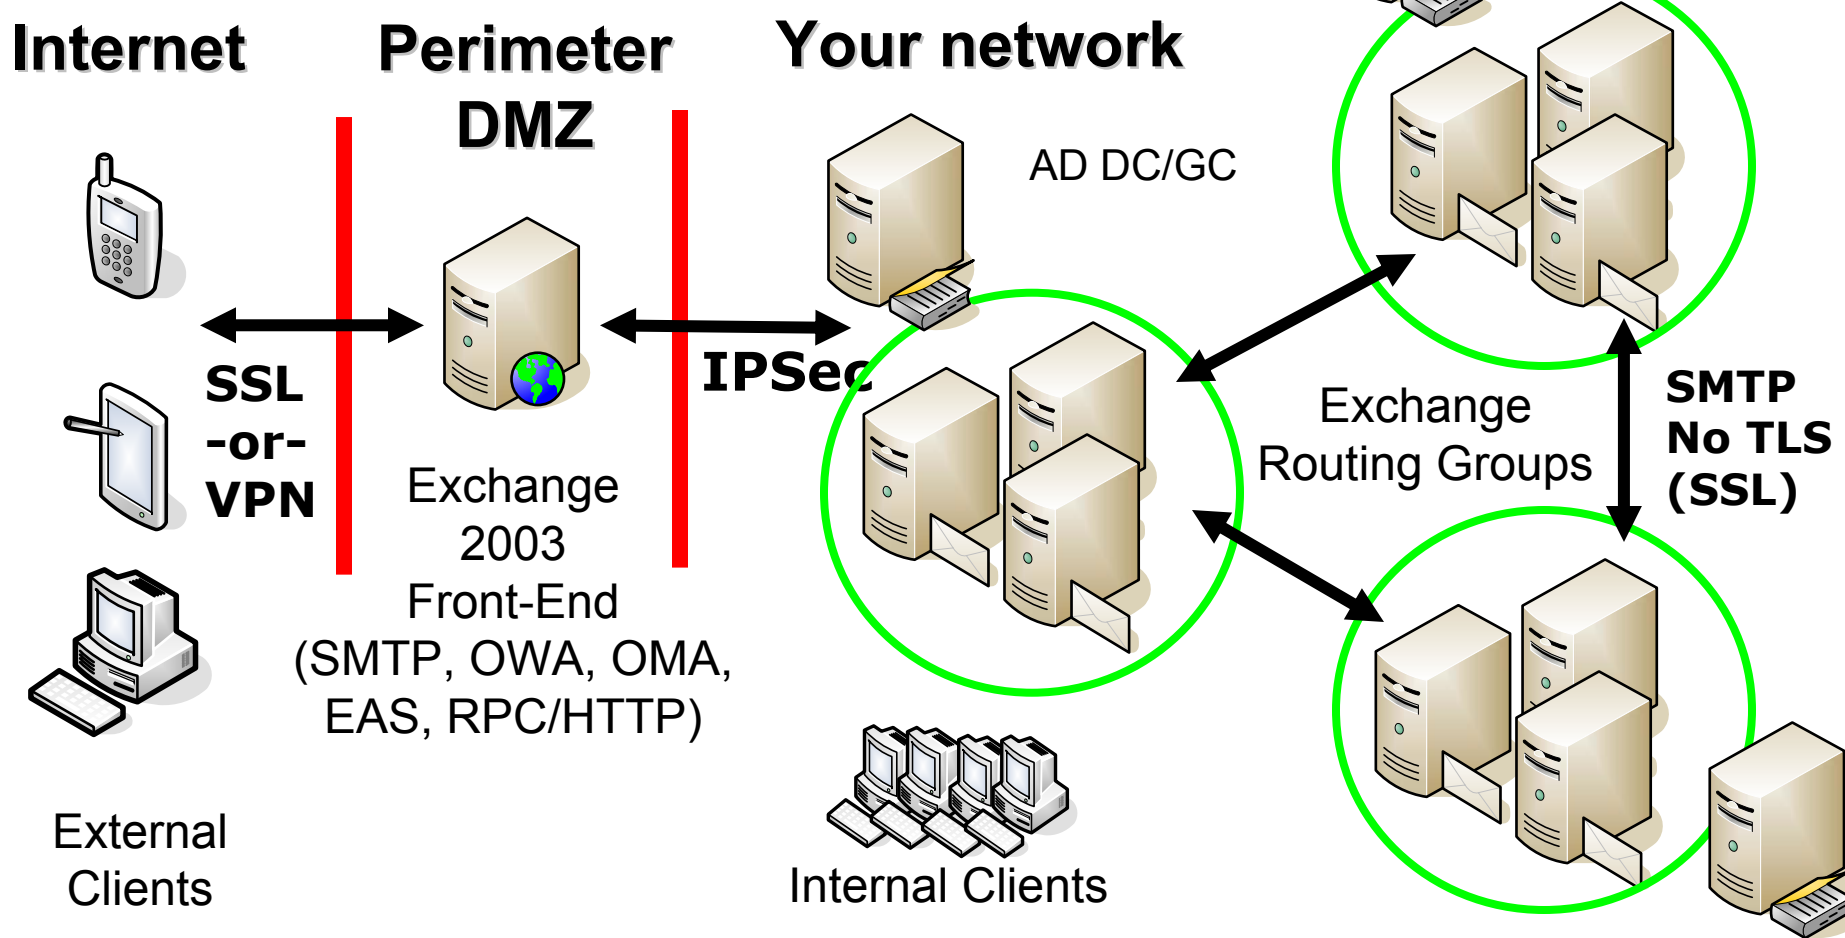 Internet
Perimeter
DMZ
Your network
AD DC/GC
SSL
-or-
VPN
IPSec
Exchange
2003
Front-End
(SMTP, OWA, OMA,
EAS, RPC/HTTP)
Exchange
Routing Groups
SMTP
No TLS
(SSL)
External
Clients
Internal Clients